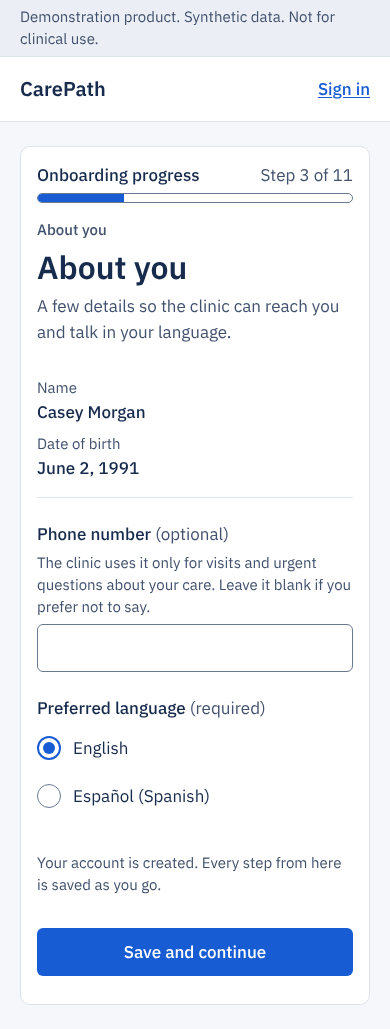 Demonstration product. Synthetic data. Not for
clinical use.
CarePath
Sign in
Onboarding progress
Step 3 of 11
About you
About you
A few details so the clinic can reach you
and talk in your language.
Name
Casey Morgan
Date of birth
June 2, 1991
Phone number (optional)
The clinic uses it only for visits and urgent
questions about your care. Leave it blank if you
prefer not to say.
Preferred language (required)
English
Español (Spanish)
Your account is created. Every step from here
is saved as you go.
Save and continue